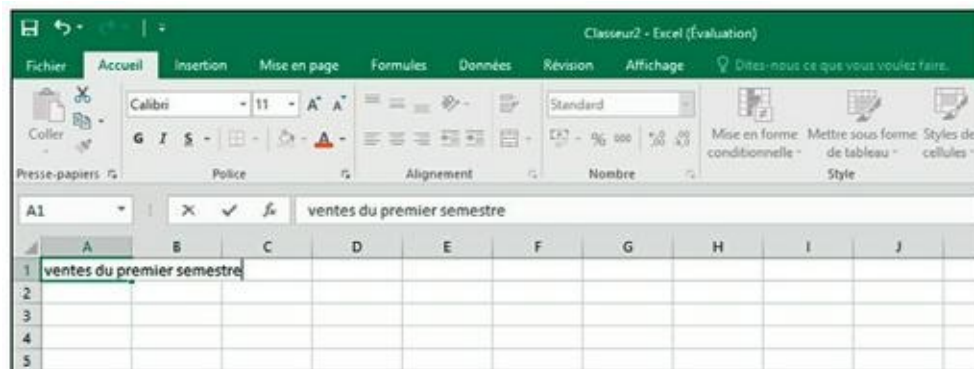 Classeur2 - Excel (Évaluation)
Fichier Accueil Insertion Mise en page Formules Données Révision Affichage Dites-nous ce que vous voulez faire.
Calibri 11 A A Standard
Coller G I S A % 000 Mise en forme conditionnelle Mettre sous forme de tableau Styles de cellules
Presse-papiers Police Alignement Nombre Style
A1 fx ventes du premier semestre
A B C D E F G H I J
1 ventes du premier semestre
2
3
4
5